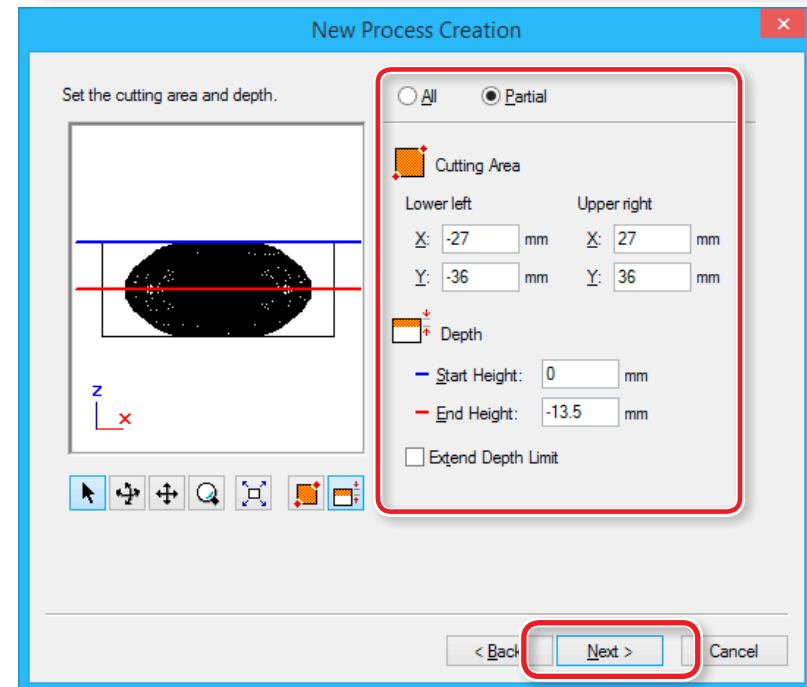 New Process Creation
Set the cutting area and depth.
All Partial
Cutting Area
Lower left Upper right
X: -27 mm X: 27 mm
Y: -36 mm Y: 36 mm
Depth
Start Height: 0 mm
End Height: -13.5 mm
Extend Depth Limit
z
x
< Back Next > Cancel